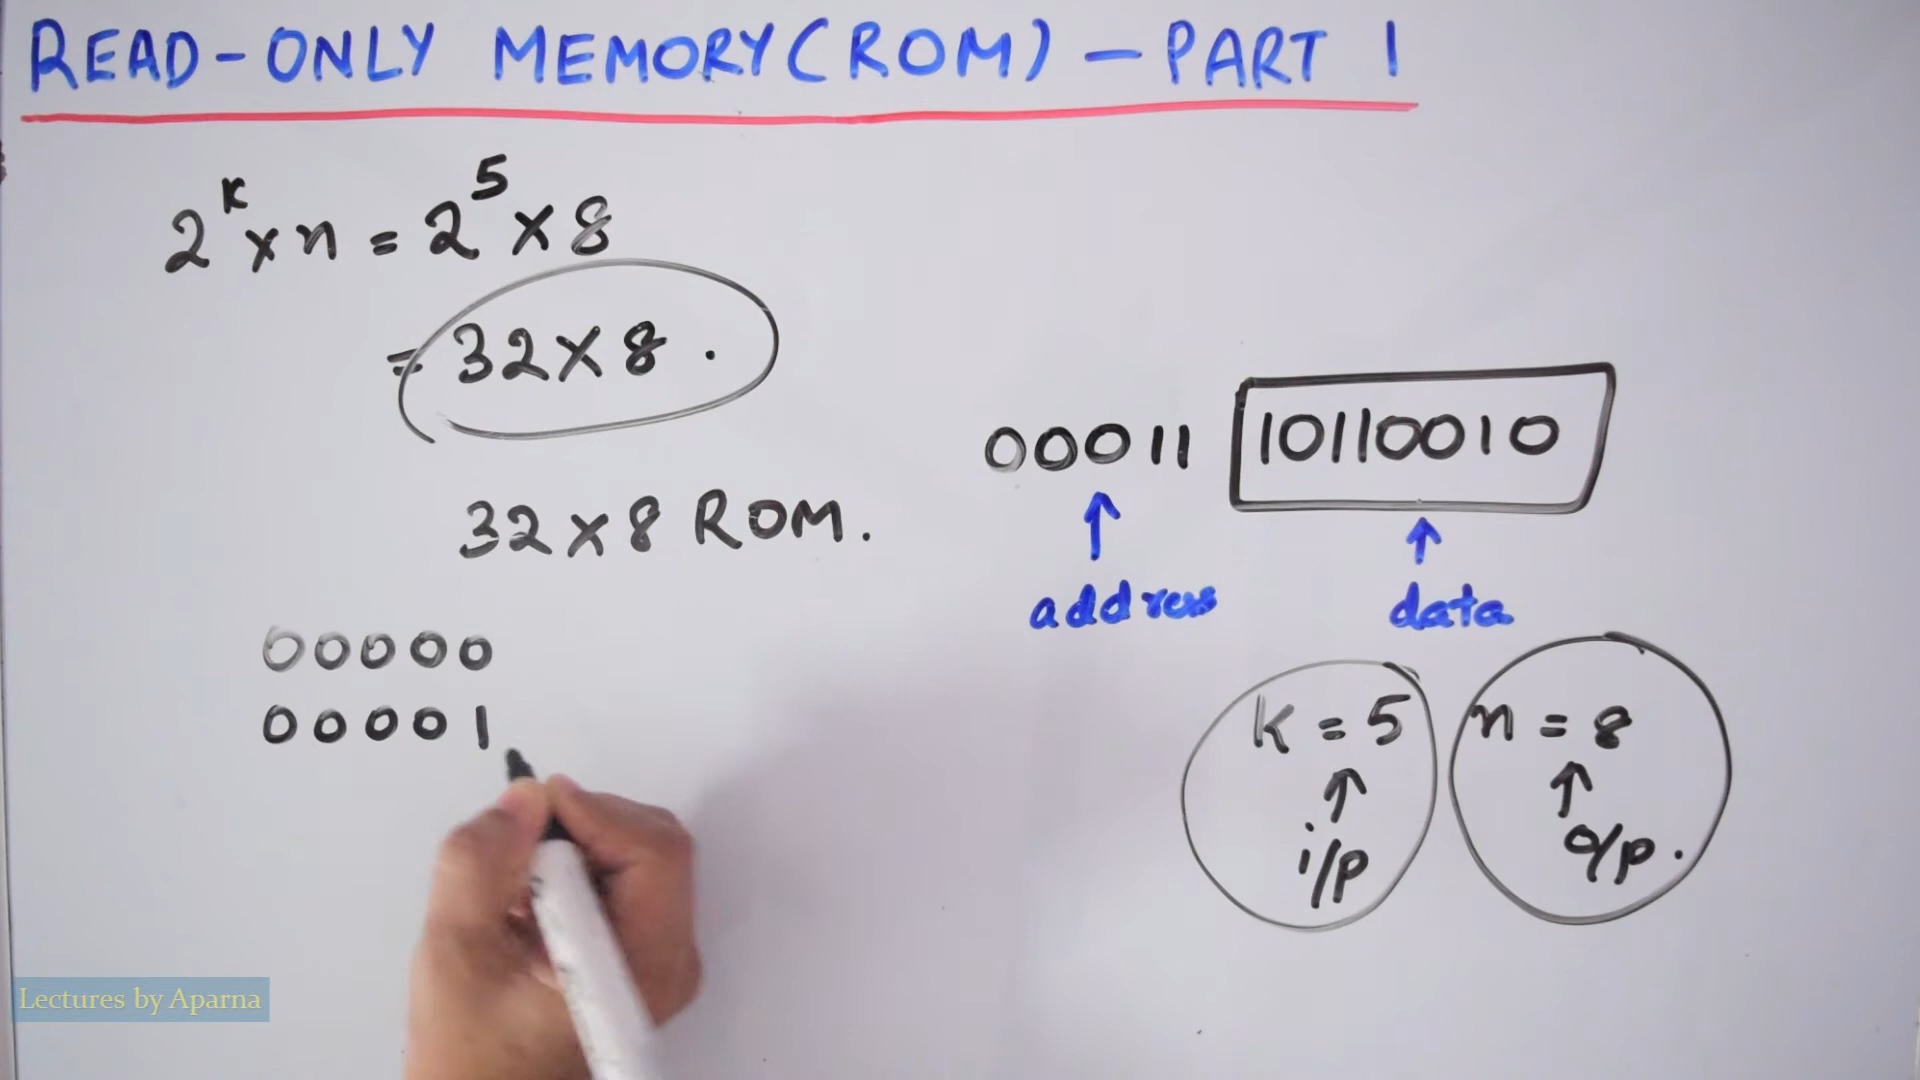 READ-ONLY MEMORY(ROM) – PART 1
2^k x n = 2^5 x 8
= 32 x 8 .
32 x 8 ROM.
00000
00001
00011 10110010
↑ ↑
address data
k = 5 n = 8
↑ ↑
i/p o/p.
Lectures by Aparna